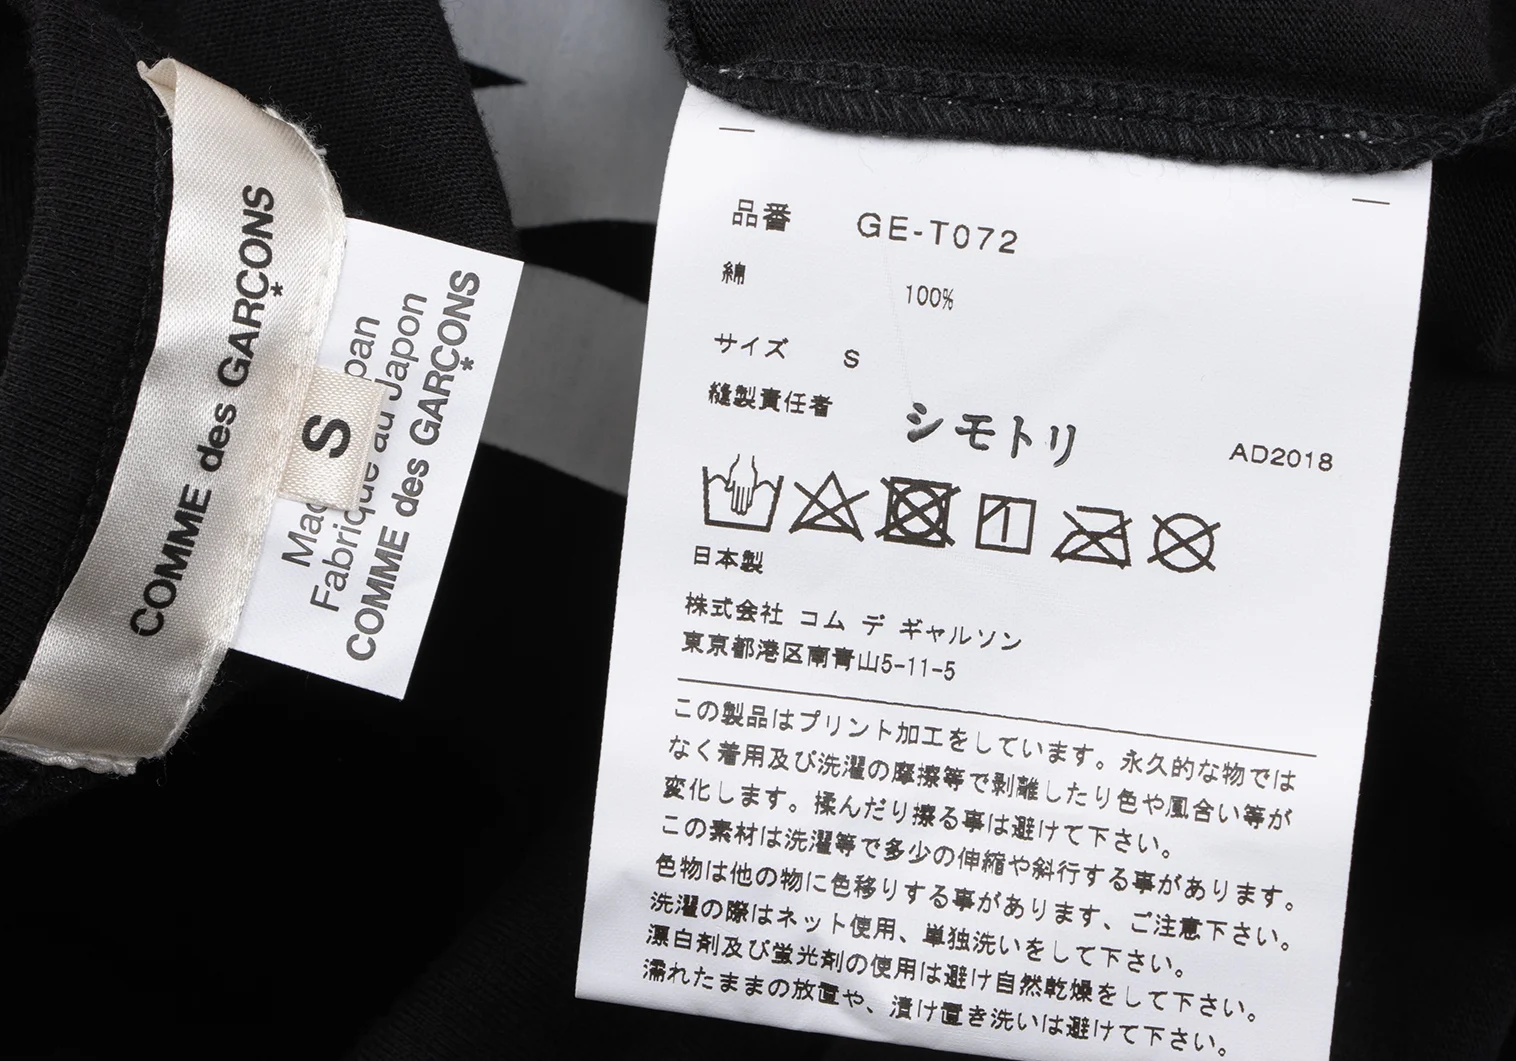 COMME des GARÇONS
S
Fabrique au Japon
COMME des GARÇONS
品番 GE-T072
綿 100%
サイズ S
縫製責任者 シモトリ AD2018
日本製
株式会社 コム デ ギャルソン
東京都港区南青山5-11-5
この製品はプリント加工をしています。永久的な物では
なく着用及び洗濯の摩擦等で剥離したり色や風合い等が
変化します。揉んだり擦る事は避けて下さい。
この素材は洗濯等で多少の伸縮や斜行する事があります。
色物は他の物に色移りする事があります、ご注意下さい。
洗濯の際はネット使用、単独洗いをして下さい。
漂白剤及び蛍光剤の使用は避け自然乾燥をして下さい。
濡れたままの放置や、漬け置き洗いは避けて下さい。